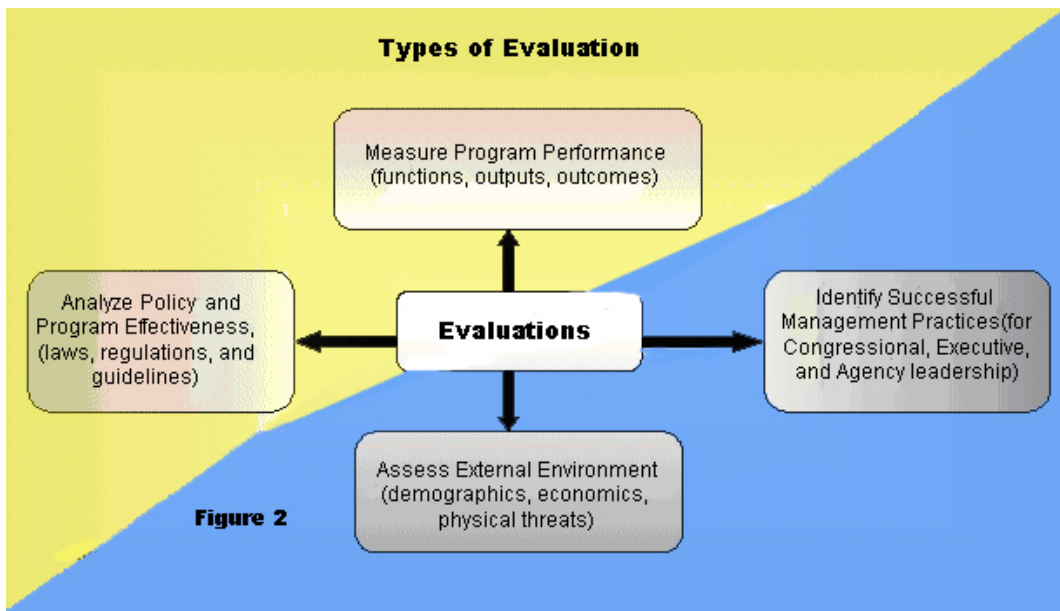 Types of Evaluation
Measure Program Performance
(functions, outputs, outcomes)
Analyze Policy and
Program Effectiveness,
(laws, regulations, and
guidelines)
Evaluations
Identify Successful
Management Practices(for
Congressional, Executive,
and Agency leadership)
Assess External Environment
(demographics, economics,
physical threats)
Figure 2